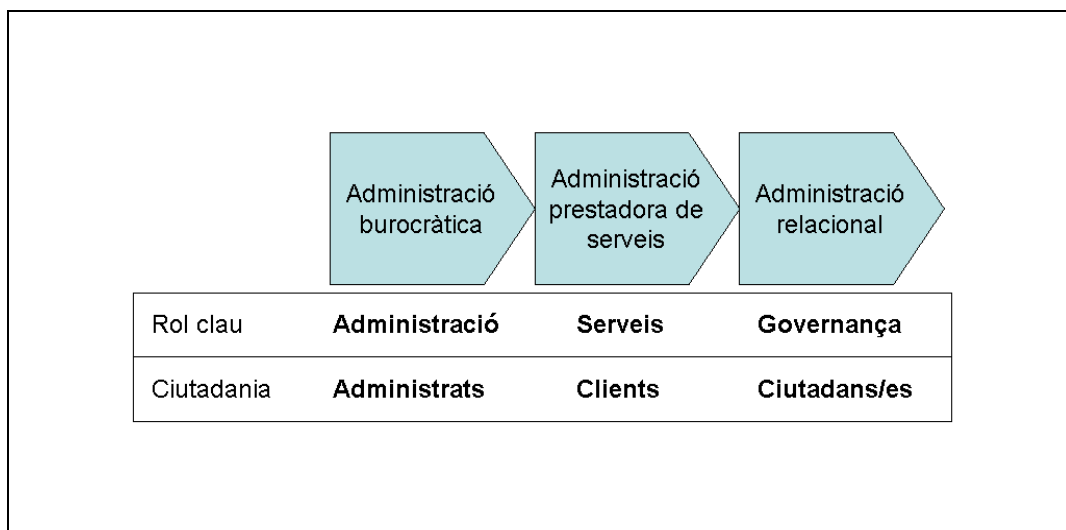 Administració
burocràtica
Administració
prestadora de
serveis
Administració
relacional
Rol clau Administració Serveis Governança
Ciutadania Administrats Clients Ciutadans/es